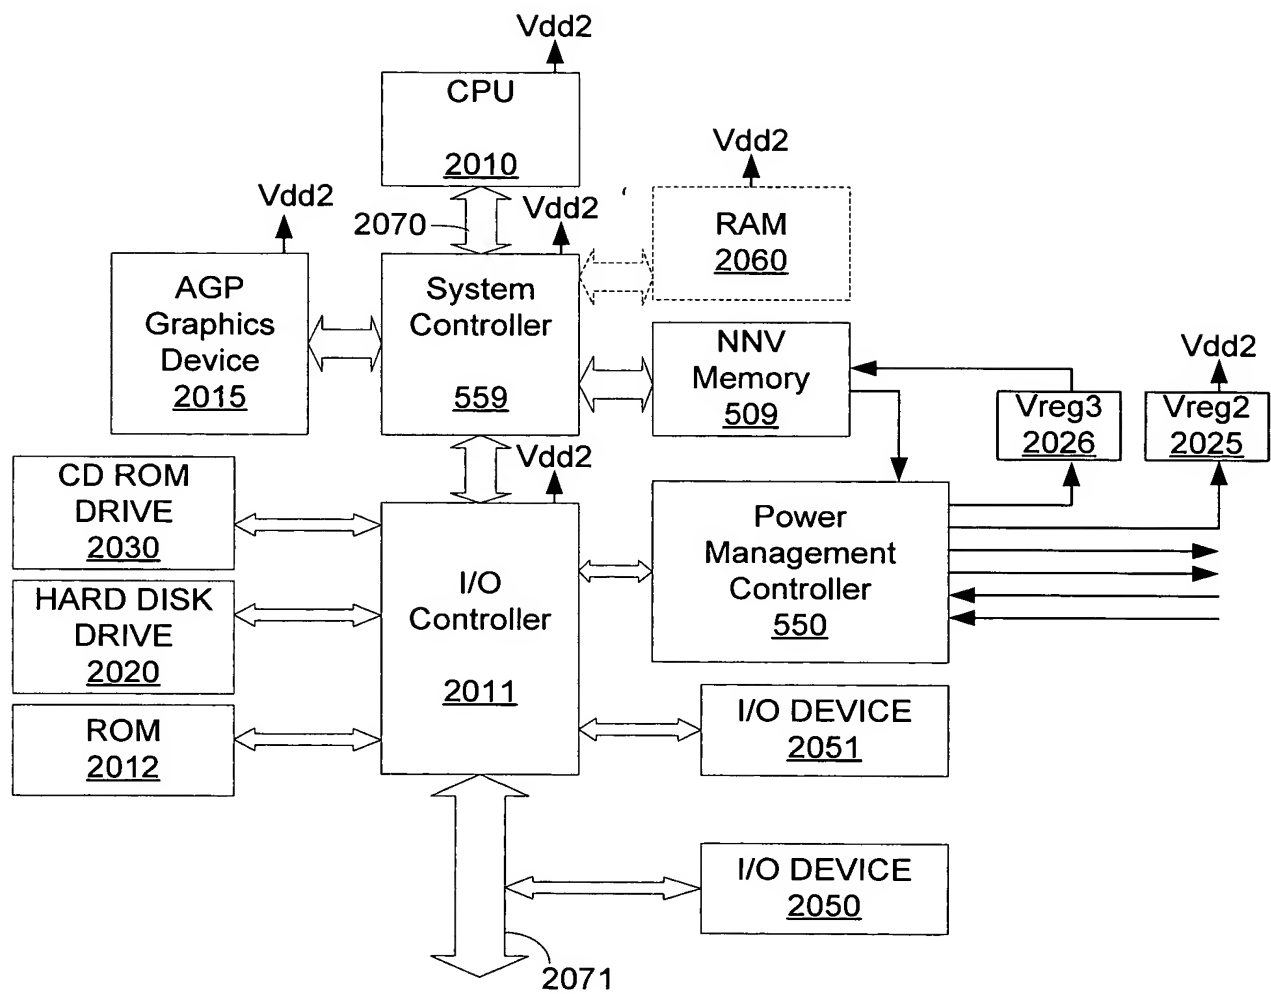 Vdd2
CPU
2010
Vdd2
RAM
2060
Vdd2
2070
Vdd2
AGP
Graphics
Device
2015
System
Controller
559
NNV
Memory
509
Vdd2
Vreg3
2026
Vreg2
2025
Vdd2
CD ROM
DRIVE
2030
HARD DISK
DRIVE
2020
ROM
2012
I/O
Controller
2011
Power
Management
Controller
550
I/O DEVICE
2051
I/O DEVICE
2050
2071